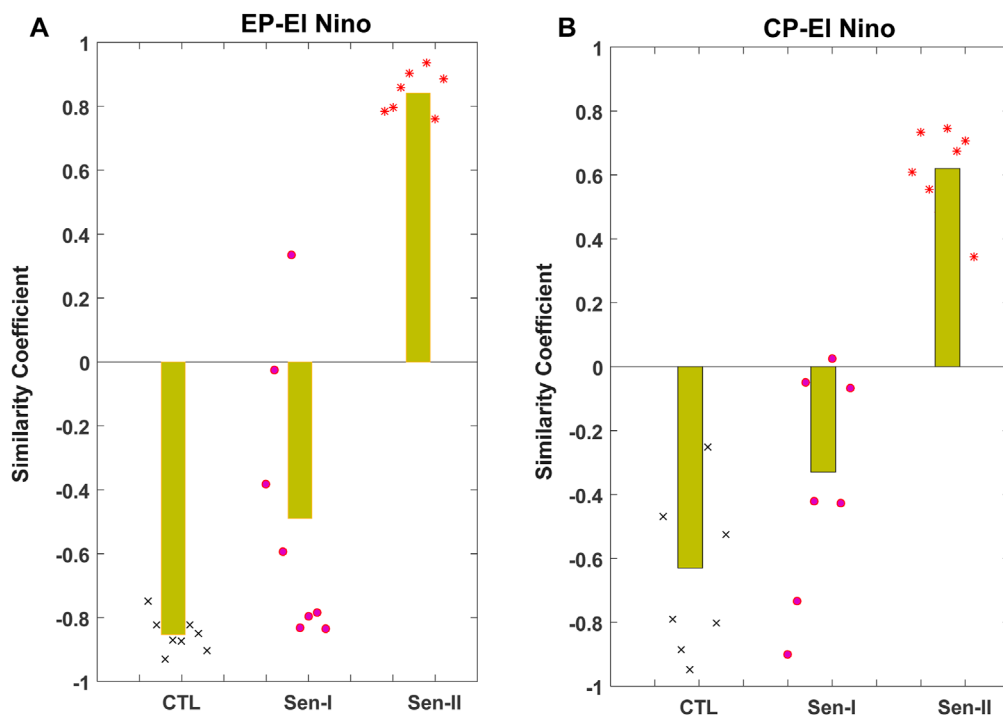 A
EP-El Nino
1
0.8
0.6
0.4
0.2
0
-0.2
-0.4
-0.6
-0.8
-1
Similarity Coefficient
CTL
Sen-I
Sen-II
B
CP-El Nino
1
0.8
0.6
0.4
0.2
0
-0.2
-0.4
-0.6
-0.8
-1
Similarity Coefficient
CTL
Sen-I
Sen-II